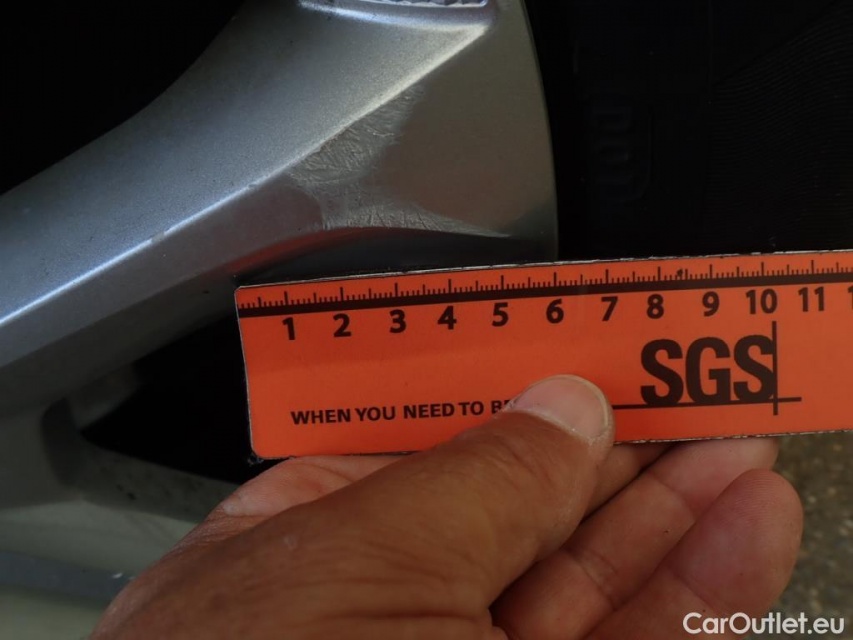 1 2 3 4 5 6 7 8 9 10 11
SGS
WHEN YOU NEED TO
CarOutlet.eu